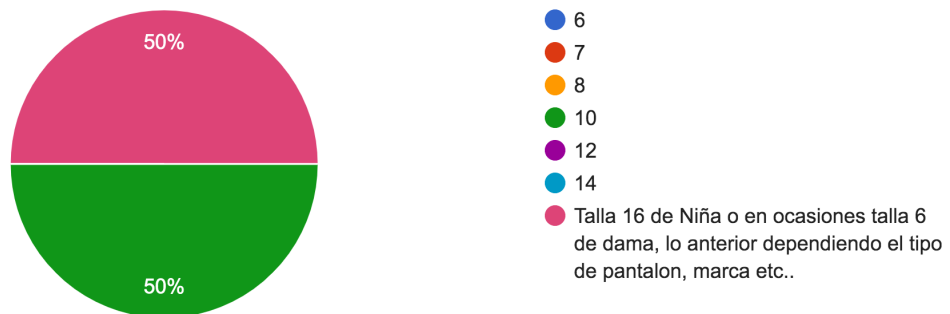 50%
50%
6
7
8
10
12
14
Talla 16 de Niña o en ocasiones talla 6
de dama, lo anterior dependiendo el tipo
de pantalon, marca etc..